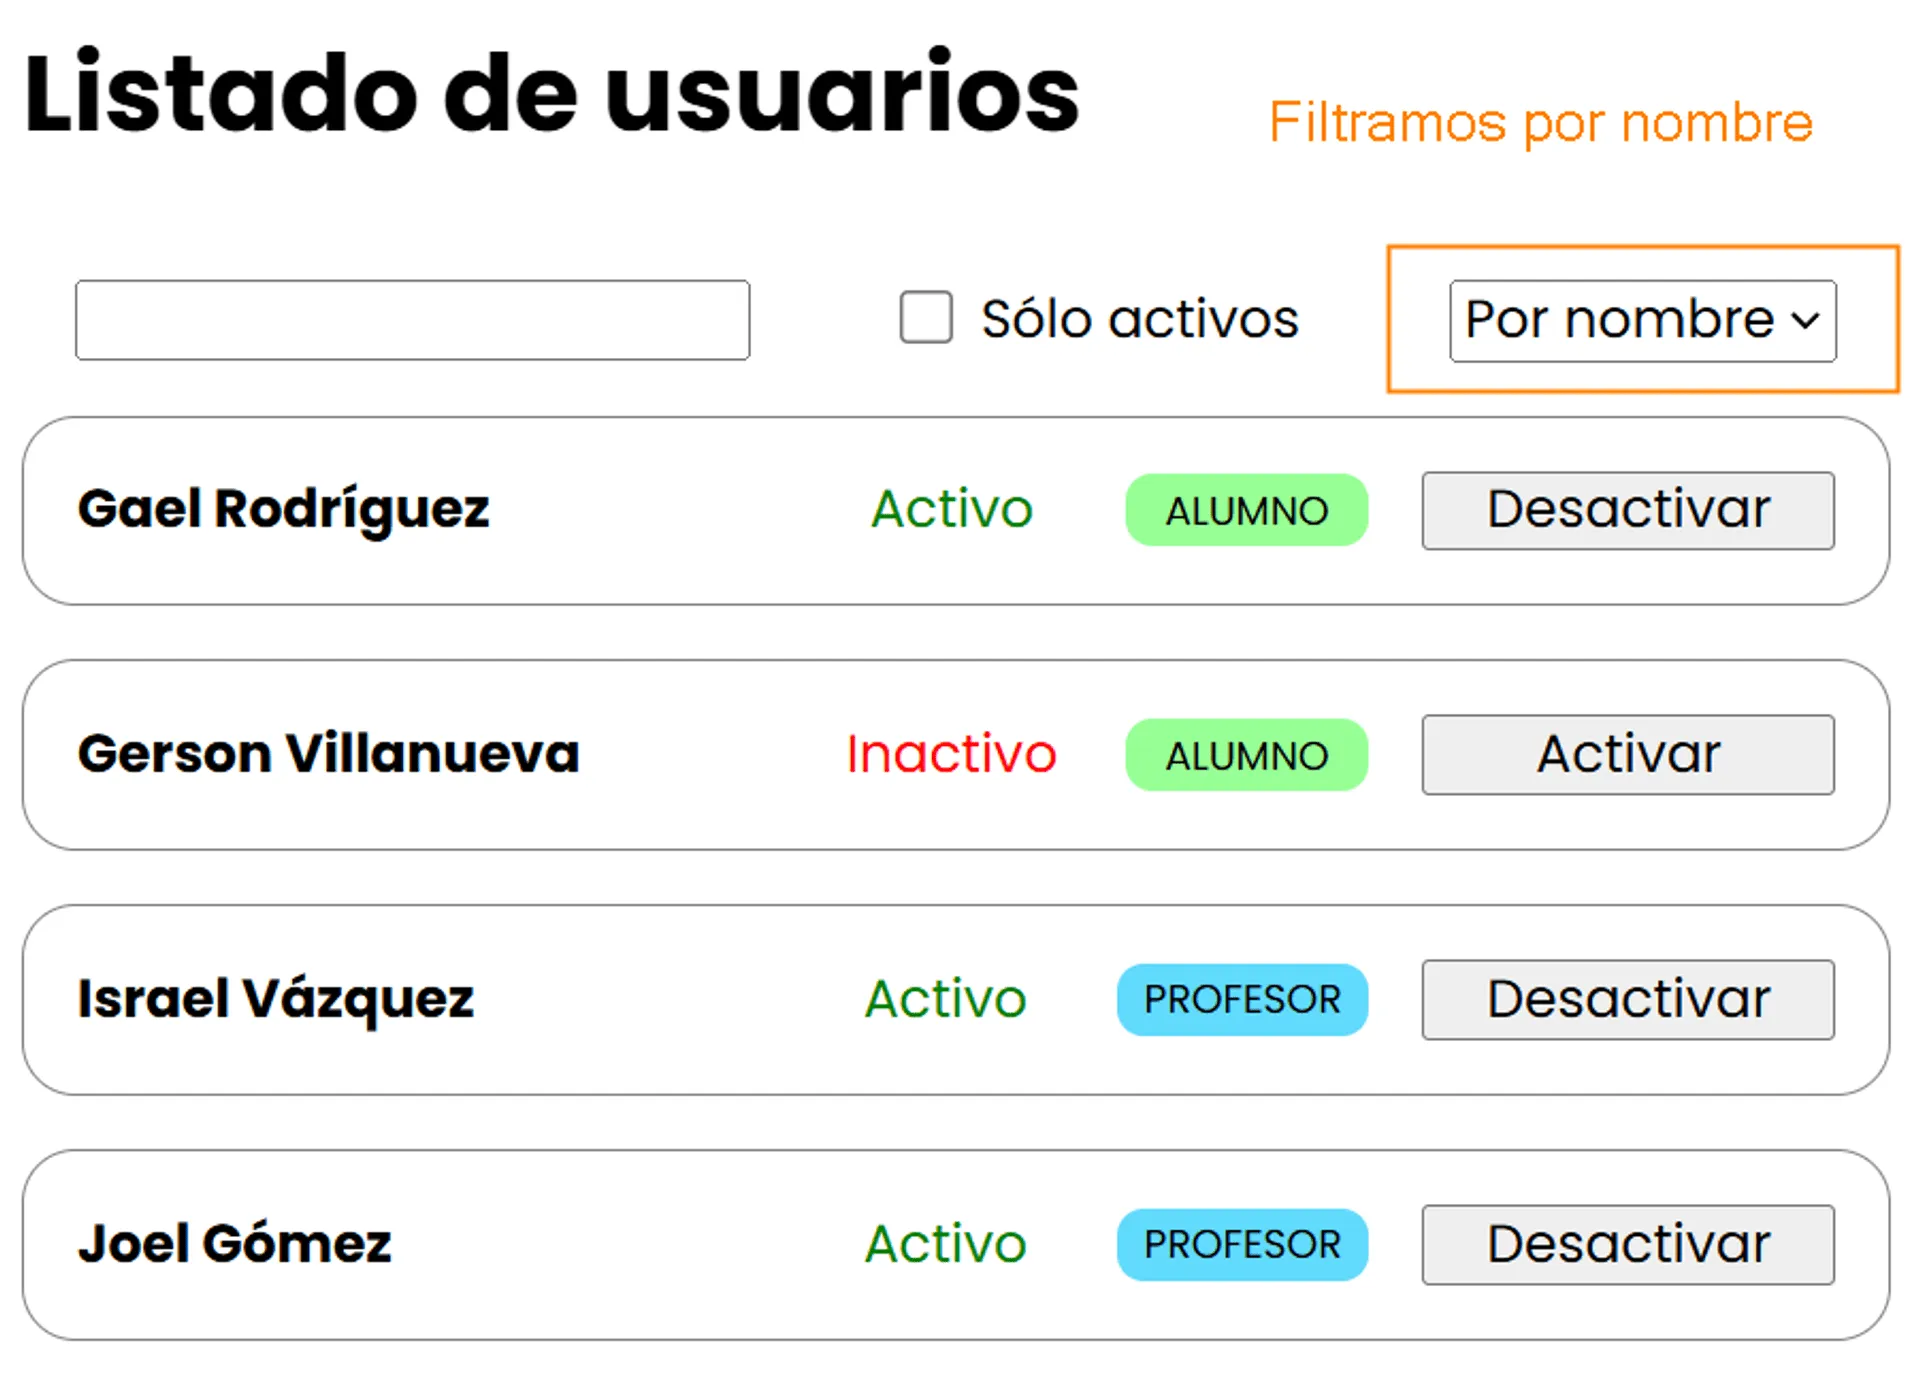 Listado de usuarios
Filtramos por nombre
Sólo activos
Por nombre
Gael Rodríguez Activo ALUMNO Desactivar
Gerson Villanueva Inactivo ALUMNO Activar
Israel Vázquez Activo PROFESOR Desactivar
Joel Gómez Activo PROFESOR Desactivar